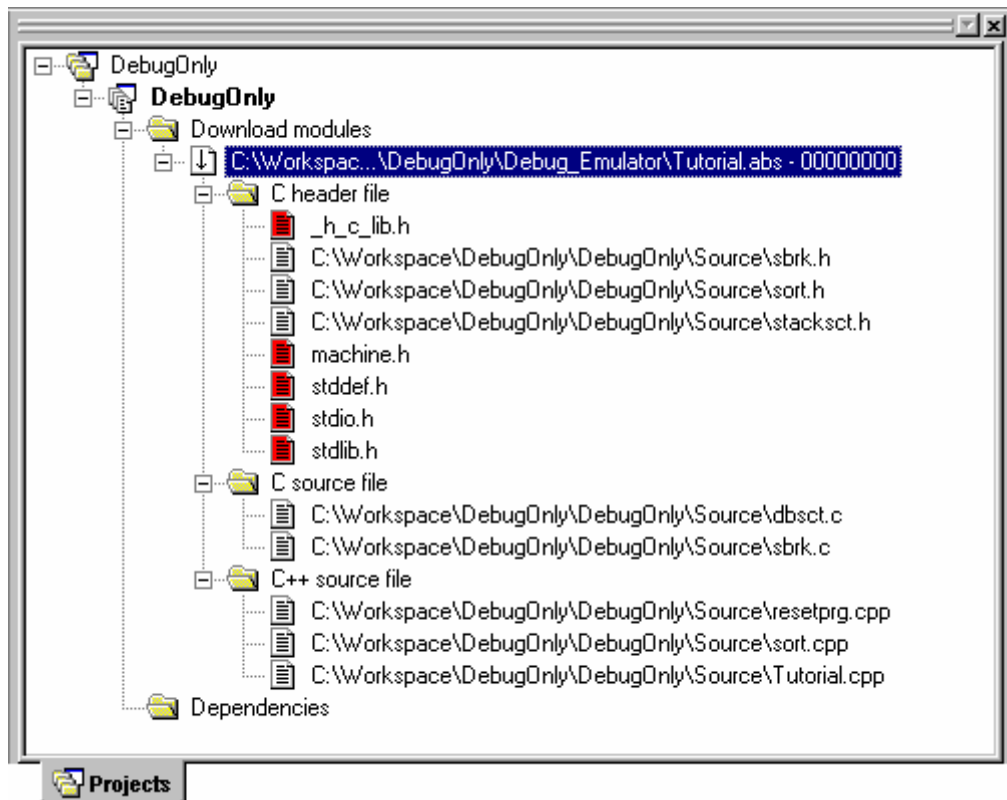 DebugOnly
DebugOnly
Download modules
C:\Workspac...\DebugOnly\Debug_Emulator\Tutorial.abs - 00000000
C header file
_h_c_lib.h
C:\Workspace\DebugOnly\DebugOnly\Source\sbrk.h
C:\Workspace\DebugOnly\DebugOnly\Source\sort.h
C:\Workspace\DebugOnly\DebugOnly\Source\stacksct.h
machine.h
stddef.h
stdio.h
stdlib.h
C source file
C:\Workspace\DebugOnly\DebugOnly\Source\dbsct.c
C:\Workspace\DebugOnly\DebugOnly\Source\sbrk.c
C++ source file
C:\Workspace\DebugOnly\DebugOnly\Source\resetprg.cpp
C:\Workspace\DebugOnly\DebugOnly\Source\sort.cpp
C:\Workspace\DebugOnly\DebugOnly\Source\Tutorial.cpp
Dependencies
Projects